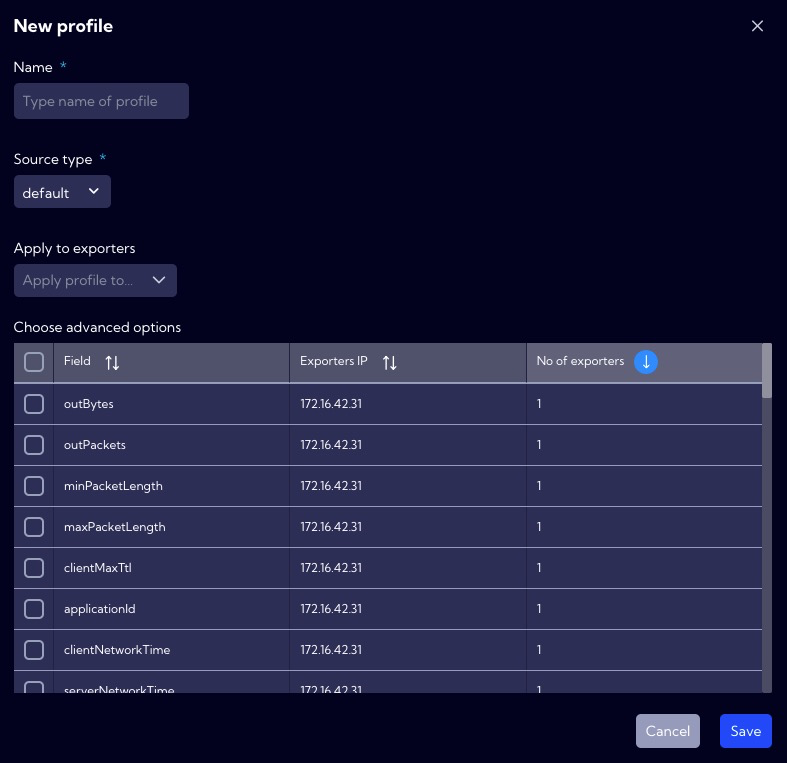 New profile
Name *
Type name of profile
Source type *
default
Apply to exporters
Apply profile to...
Choose advanced options
Field Exporters IP No of exporters
outBytes 172.16.42.31 1
outPackets 172.16.42.31 1
minPacketLength 172.16.42.31 1
maxPacketLength 172.16.42.31 1
clientMaxTtl 172.16.42.31 1
applicationId 172.16.42.31 1
clientNetworkTime 172.16.42.31 1
serverNetworkTime 172.16.42.31 1
Cancel Save